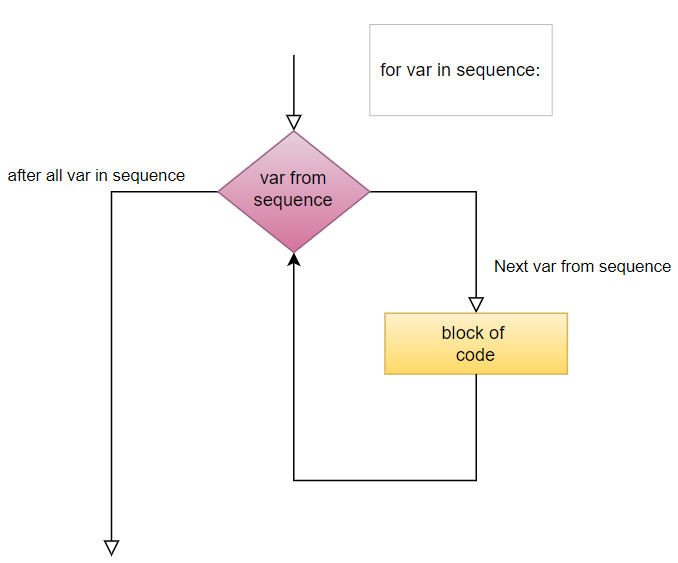 for var in sequence:
after all var in sequence
var from
sequence
Next var from sequence
block of
code